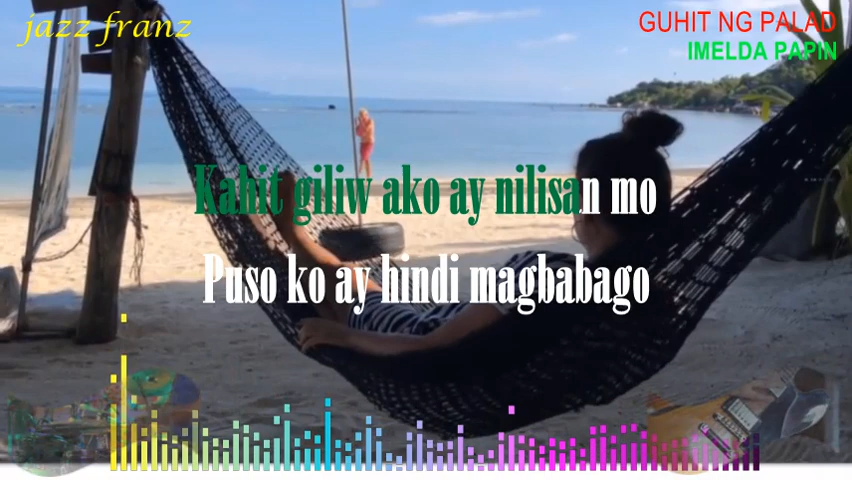 jazz franz
GUHIT NG PALAD
IMELDA PAPIN
Kahit giliw ako ay nilisan mo
Puso ko ay hindi magbabago